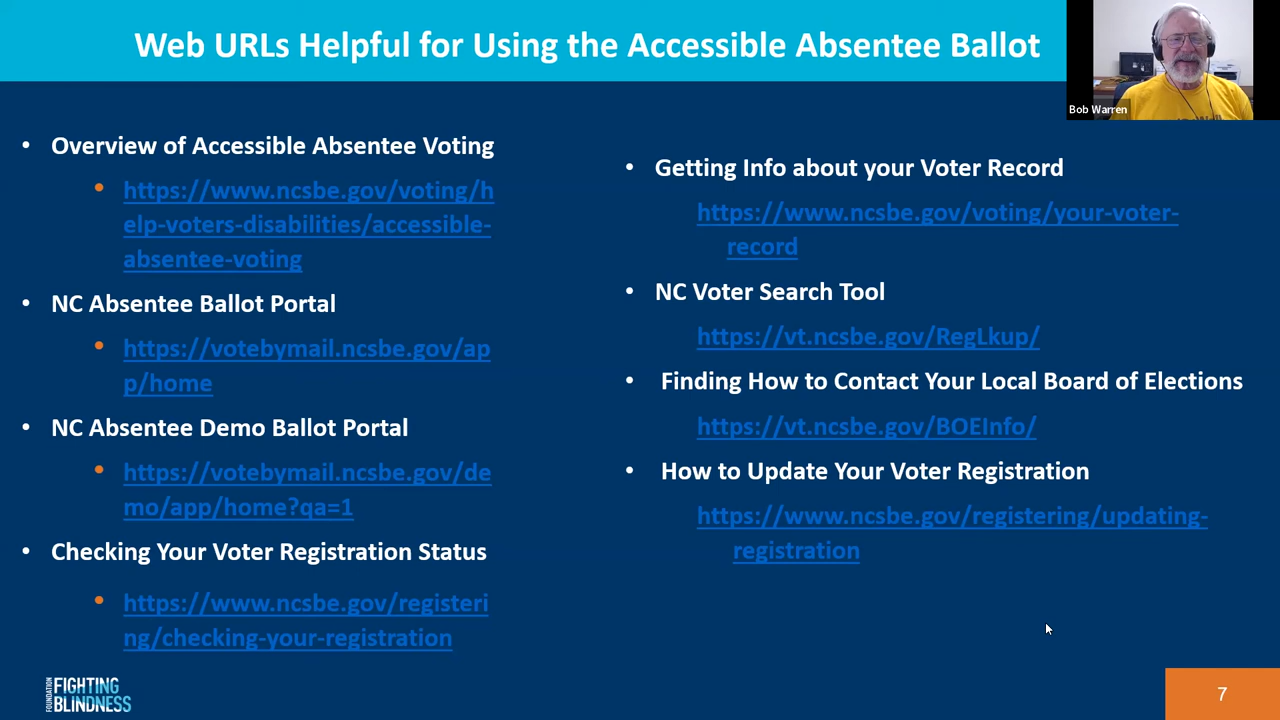 Web URLs Helpful for Using the Accessible Absentee Ballot
Bob Warren
• Overview of Accessible Absentee Voting
• https://www.ncsbe.gov/voting/h
elp-voters-disabilities/accessible-
absentee-voting
• NC Absentee Ballot Portal
• https://votebymail.ncsbe.gov/ap
p/home
• NC Absentee Demo Ballot Portal
• https://votebymail.ncsbe.gov/de
mo/app/home?qa=1
• Checking Your Voter Registration Status
• https://www.ncsbe.gov/registeri
ng/checking-your-registration
• Getting Info about your Voter Record
https://www.ncsbe.gov/voting/your-voter-
record
• NC Voter Search Tool
https://vt.ncsbe.gov/RegLkup/
• Finding How to Contact Your Local Board of Elections
https://vt.ncsbe.gov/BOEInfo/
• How to Update Your Voter Registration
https://www.ncsbe.gov/registering/updating-
registration
FOUNDATION
FIGHTING
BLINDNESS
7